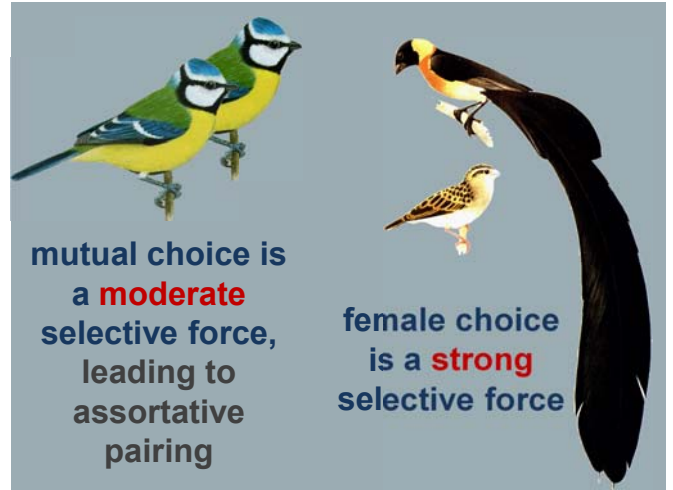 mutual choice is
a moderate
selective force,
leading to
assortative
pairing
female choice
is a strong
selective force